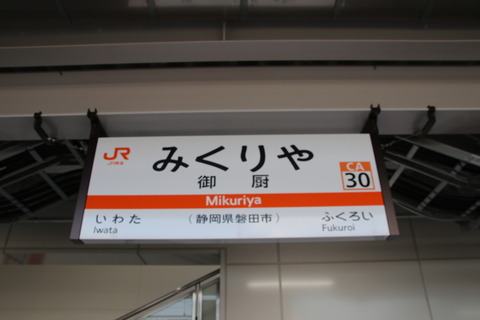 JR
JR東海
みくりや
CA
30
御厨
Mikuriya
いわた
Iwata
(静岡県磐田市)
ふくろい
Fukuroi